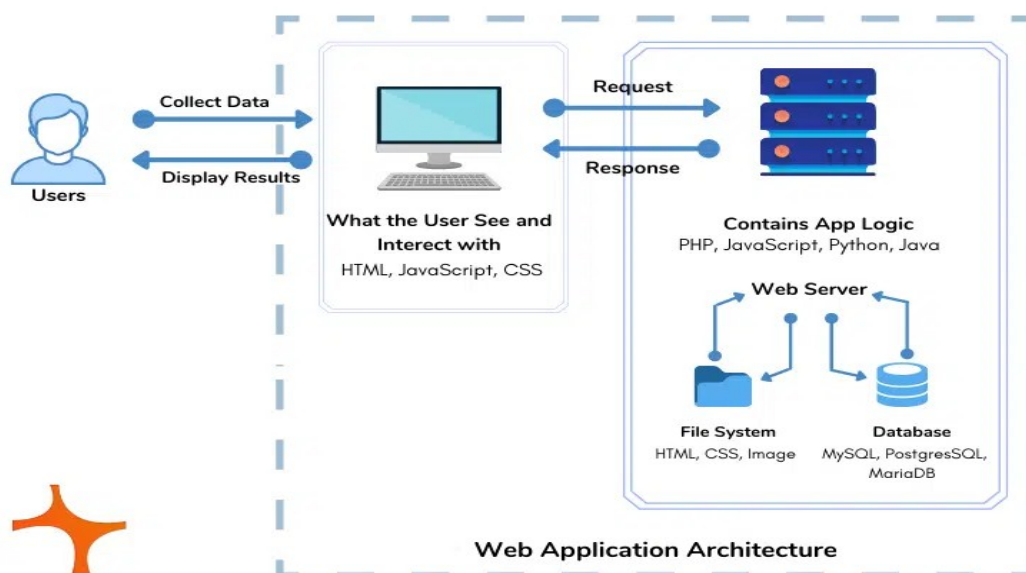 Collect Data
Display Results
Users
What the User See and
Interect with
HTML, JavaScript, CSS
Request
Response
Contains App Logic
PHP, JavaScript, Python, Java
Web Server
File System
HTML, CSS, Image
Database
MySQL, PostgresSQL,
MariaDB
Web Application Architecture